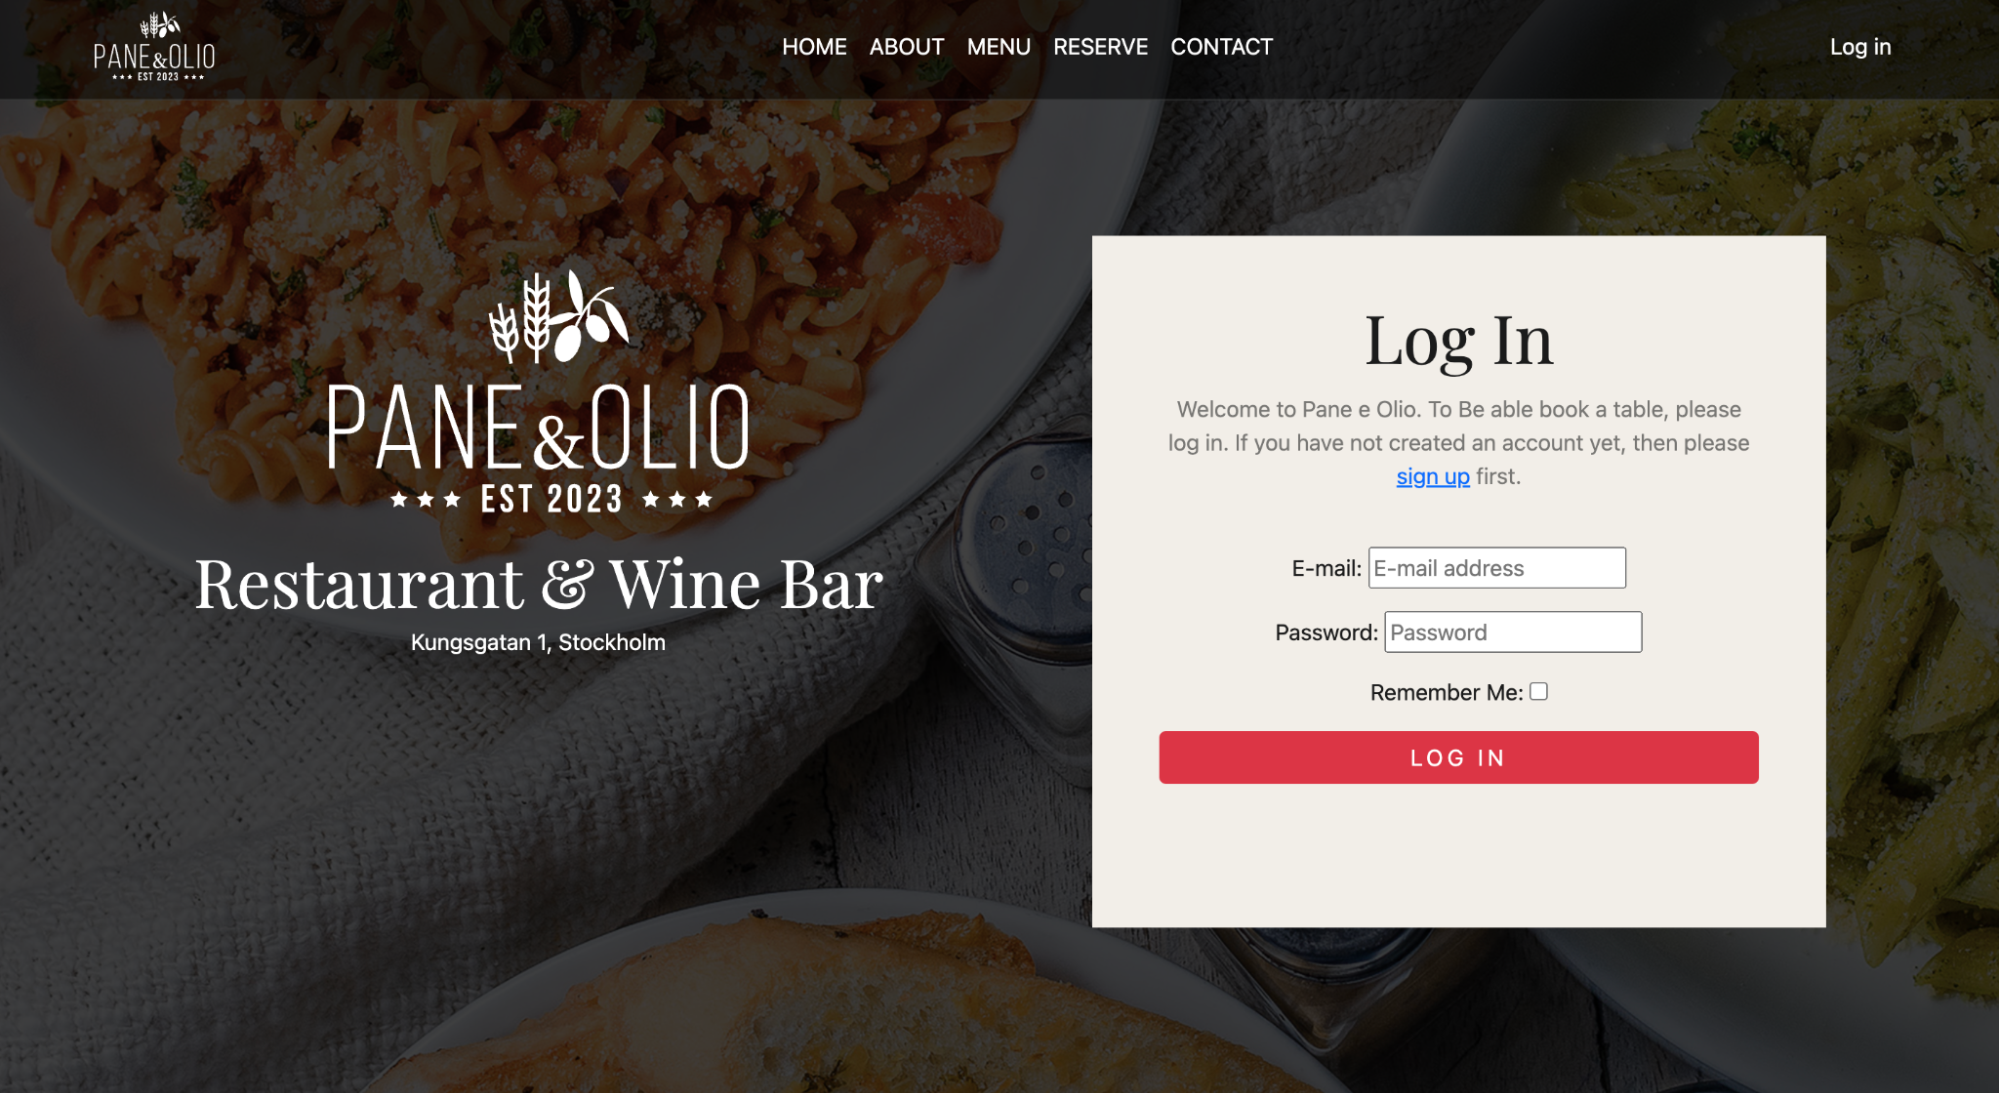 PANE&OLIO
EST 2023
HOME ABOUT MENU RESERVE CONTACT
Log in
PANE&OLIO
EST 2023
Restaurant & Wine Bar
Kungsgatan 1, Stockholm
Log In
Welcome to Pane e Olio. To Be able book a table, please
log in. If you have not created an account yet, then please
sign up first.
E-mail: E-mail address
Password: Password
Remember Me:
LOG IN